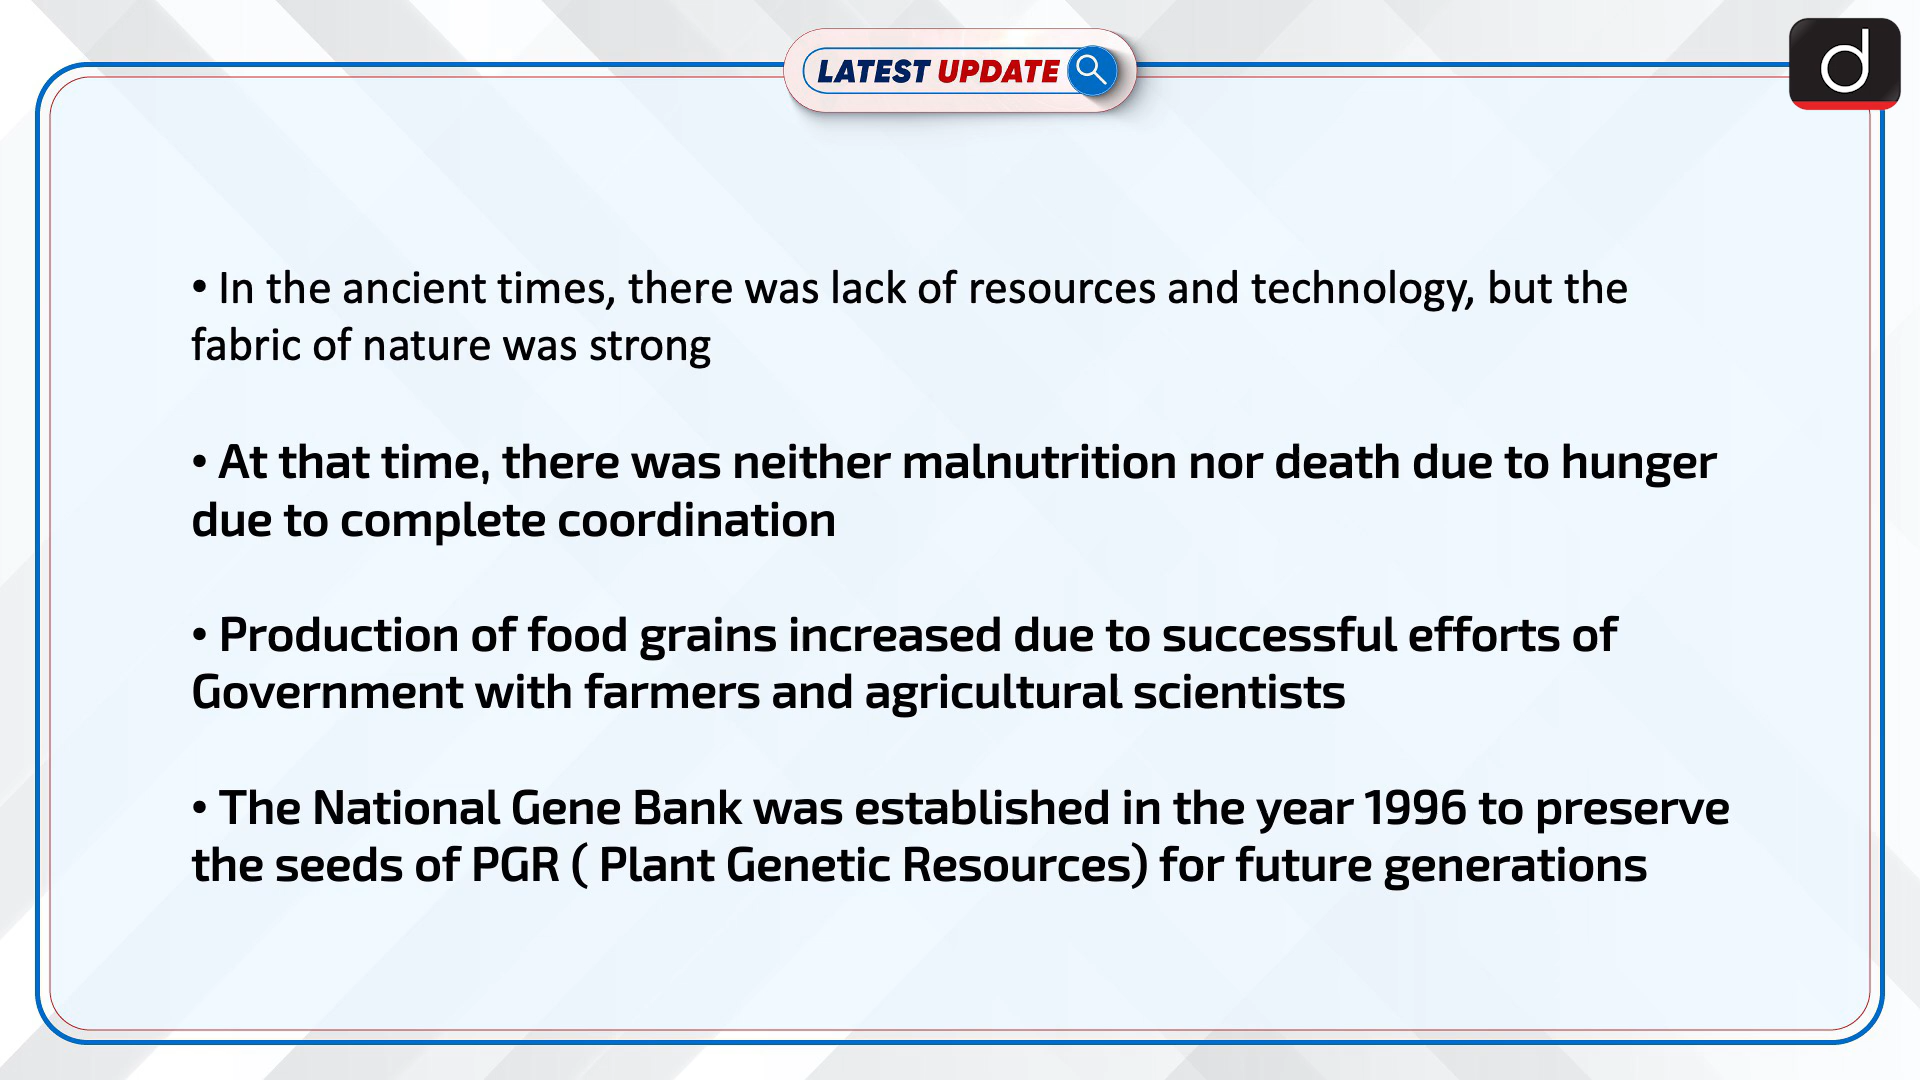 LATEST UPDATE
d
• In the ancient times, there was lack of resources and technology, but the
fabric of nature was strong
• At that time, there was neither malnutrition nor death due to hunger
due to complete coordination
• Production of food grains increased due to successful efforts of
Government with farmers and agricultural scientists
• The National Gene Bank was established in the year 1996 to preserve
the seeds of PGR ( Plant Genetic Resources) for future generations